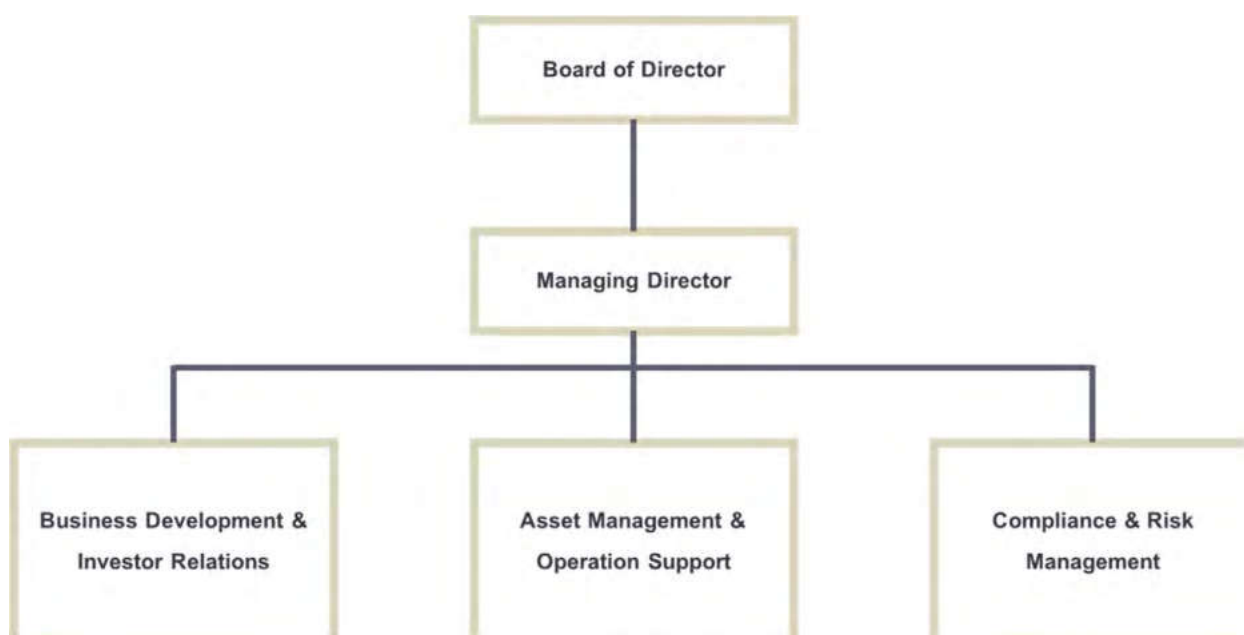 Board of Director
Managing Director
Business Development &
Investor Relations
Asset Management &
Operation Support
Compliance & Risk
Management